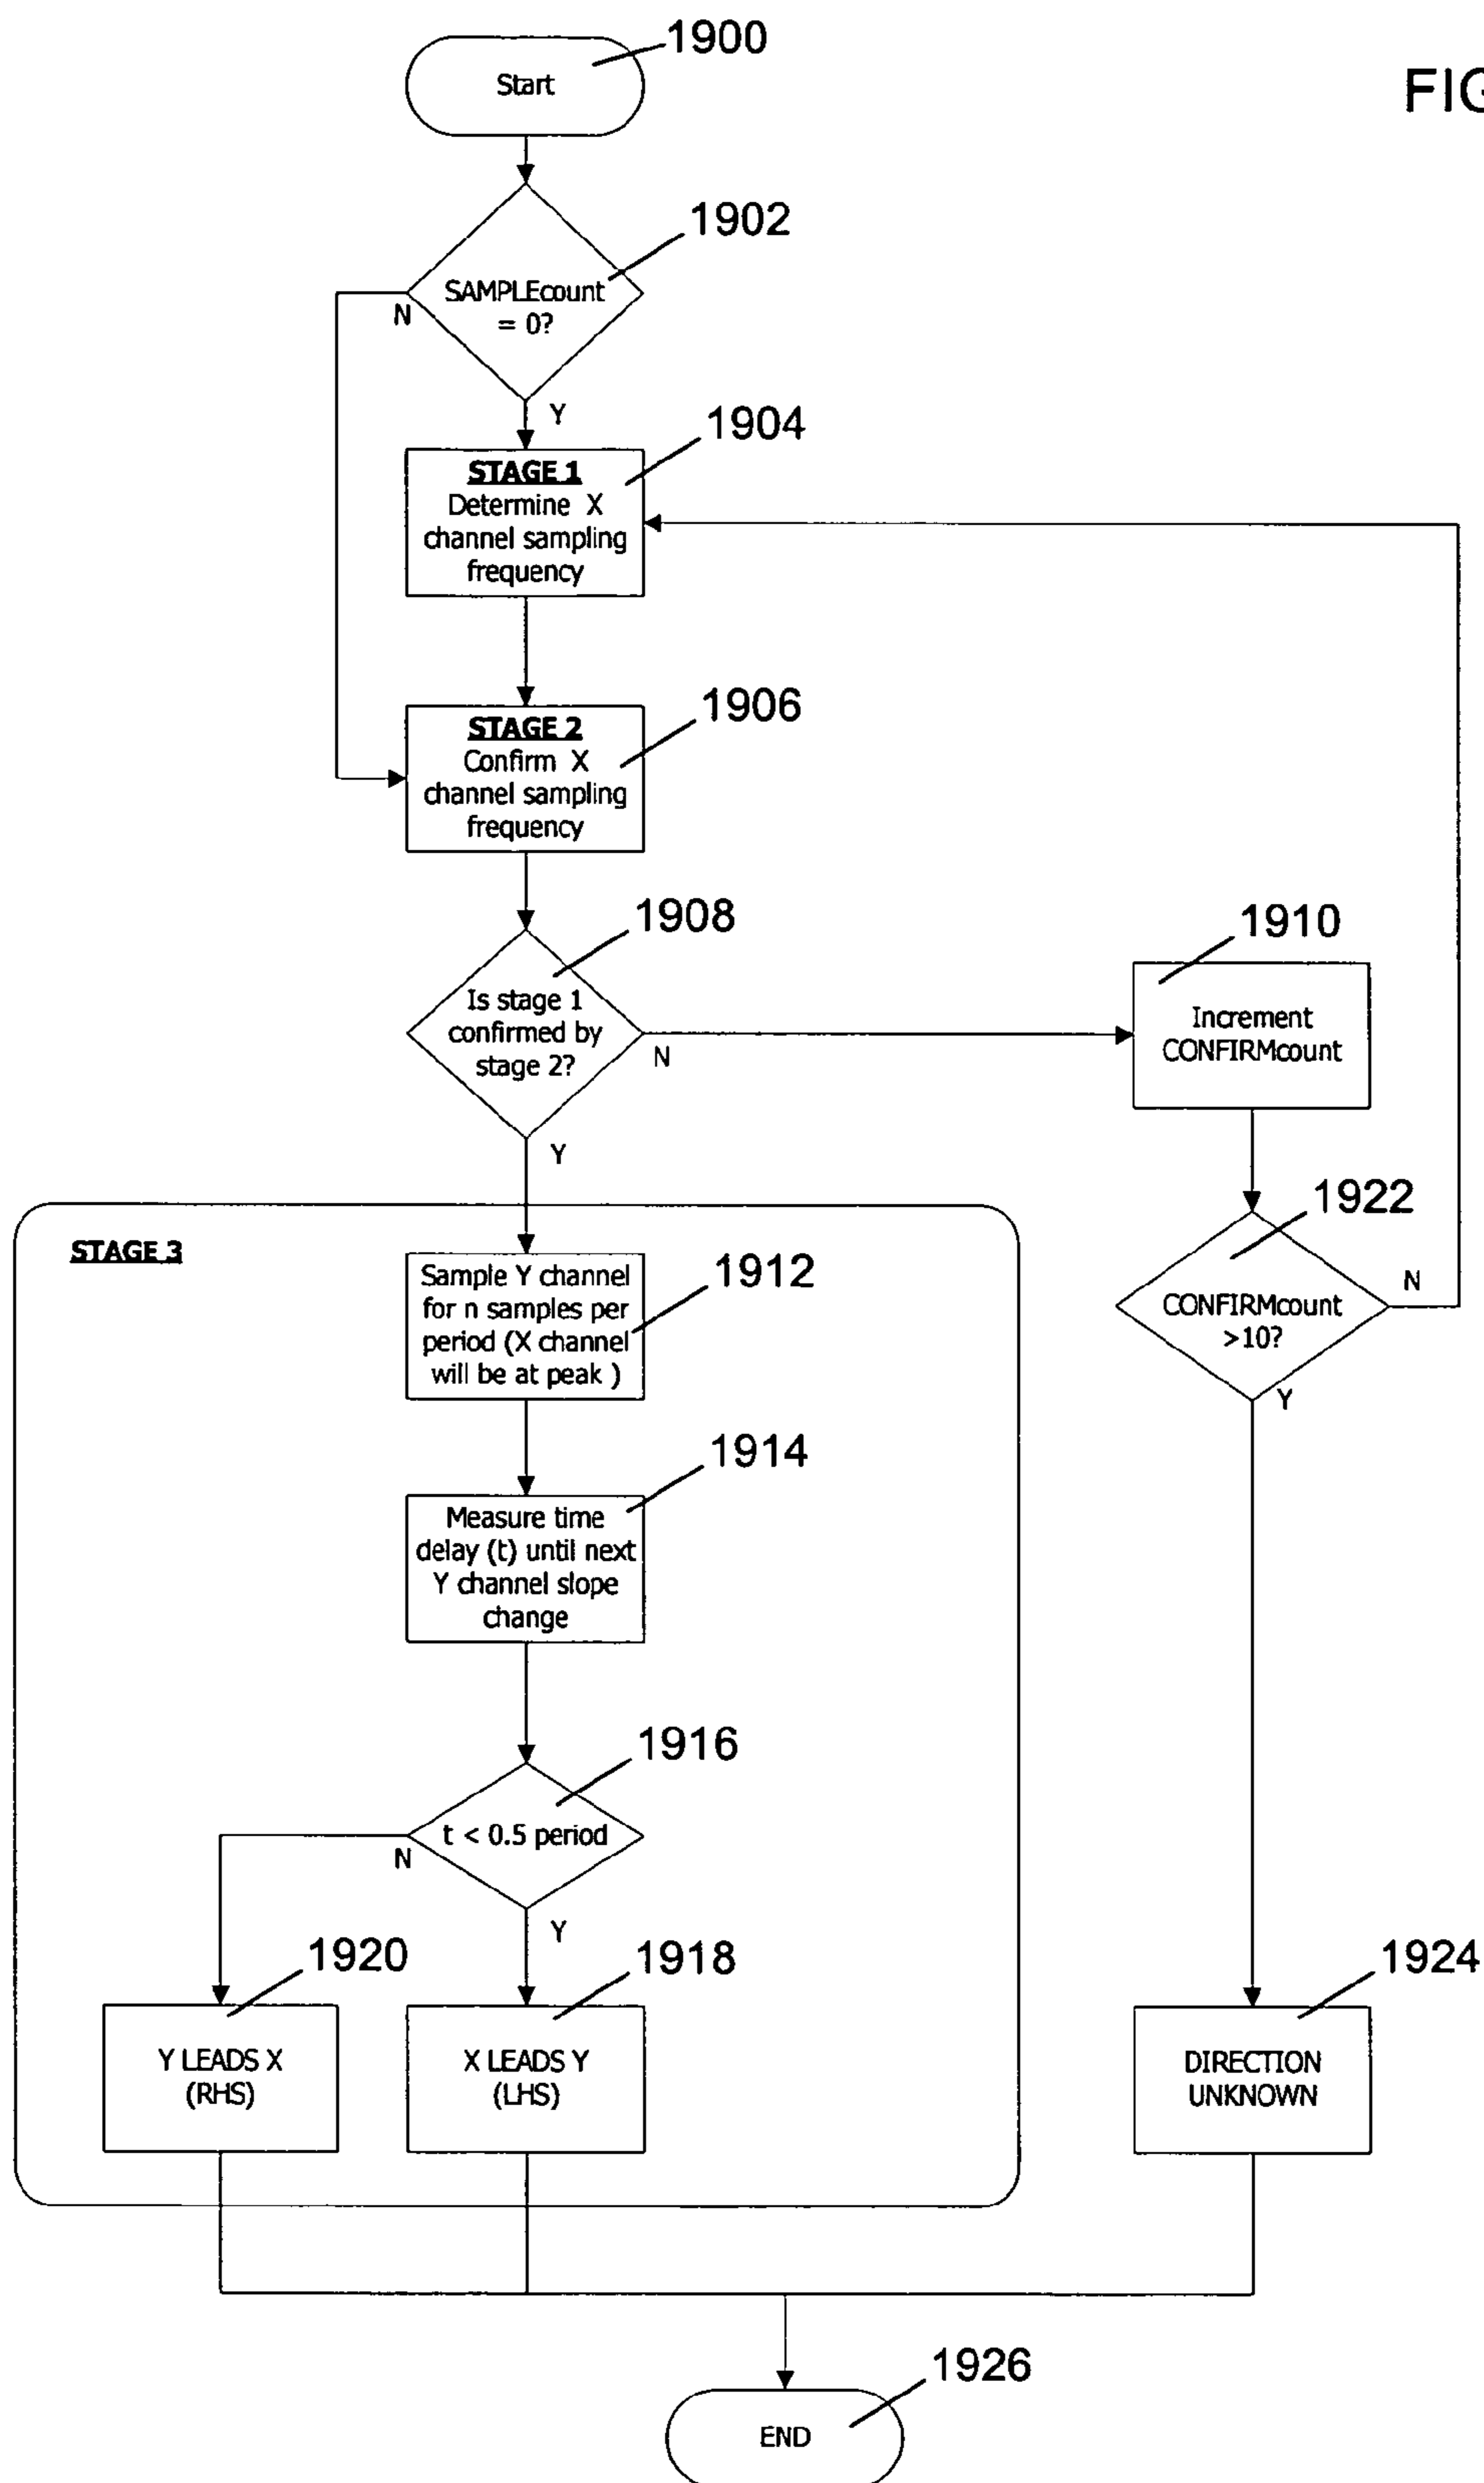 1900
Start
FIG
1902
SAMPLEcount
= 0?
N
Y
1904
STAGE 1
Determine X
channel sampling
frequency
1906
STAGE 2
Confirm X
channel sampling
frequency
1908
Is stage 1
confirmed by
stage 2?
N
Y
1910
Increment
CONFIRMcount
1922
CONFIRMcount
>10?
N
Y
STAGE 3
1912
Sample Y channel
for n samples per
period (X channel
will be at peak )
1914
Measure time
delay (t) until next
Y channel slope
change
1916
t < 0.5 period
N
Y
1920
Y LEADS X
(RHS)
1918
X LEADS Y
(LHS)
1924
DIRECTION
UNKNOWN
1926
END